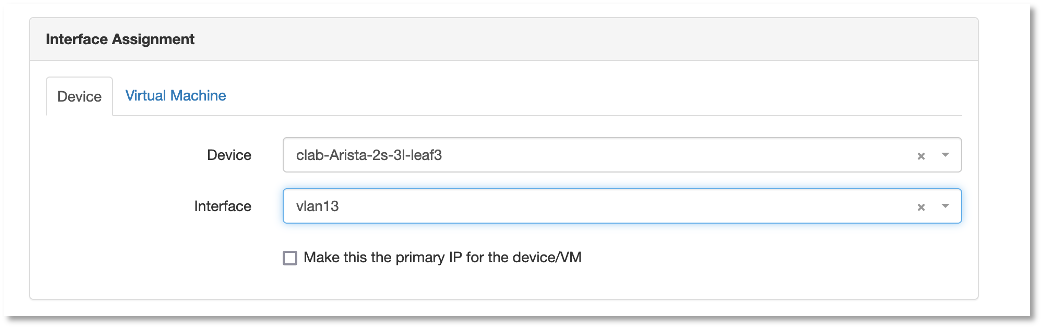 Interface Assignment
Device Virtual Machine
Device clab-Arista-2s-3l-leaf3 ×
Interface vlan13 ×
Make this the primary IP for the device/VM